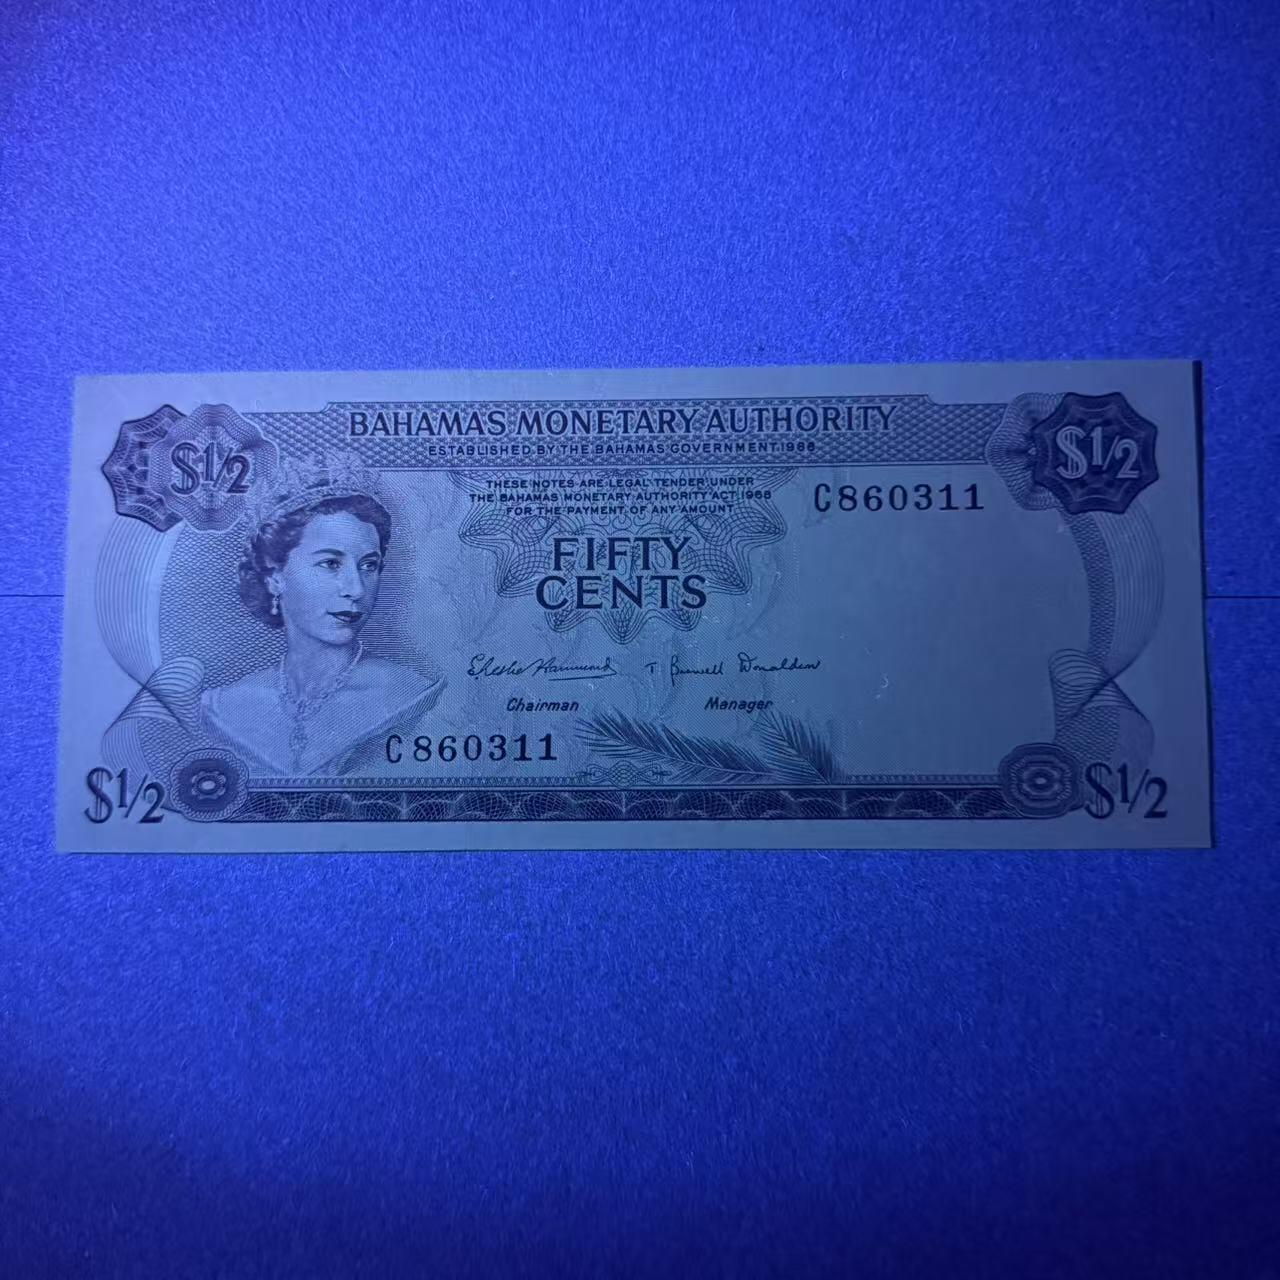 BAHAMAS MONETARY AUTHORITY
ESTABLISHED BY THE BAHAMAS GOVERNMENT 1968
$1/2
$1/2
THESE NOTES ARE LEGAL TENDER UNDER
THE BAHAMAS MONETARY AUTHORITY ACT 1968
FOR THE PAYMENT OF ANY AMOUNT
C860311
FIFTY
CENTS
T Donaldson
Chairman
Manager
C860311
$1/2
$1/2